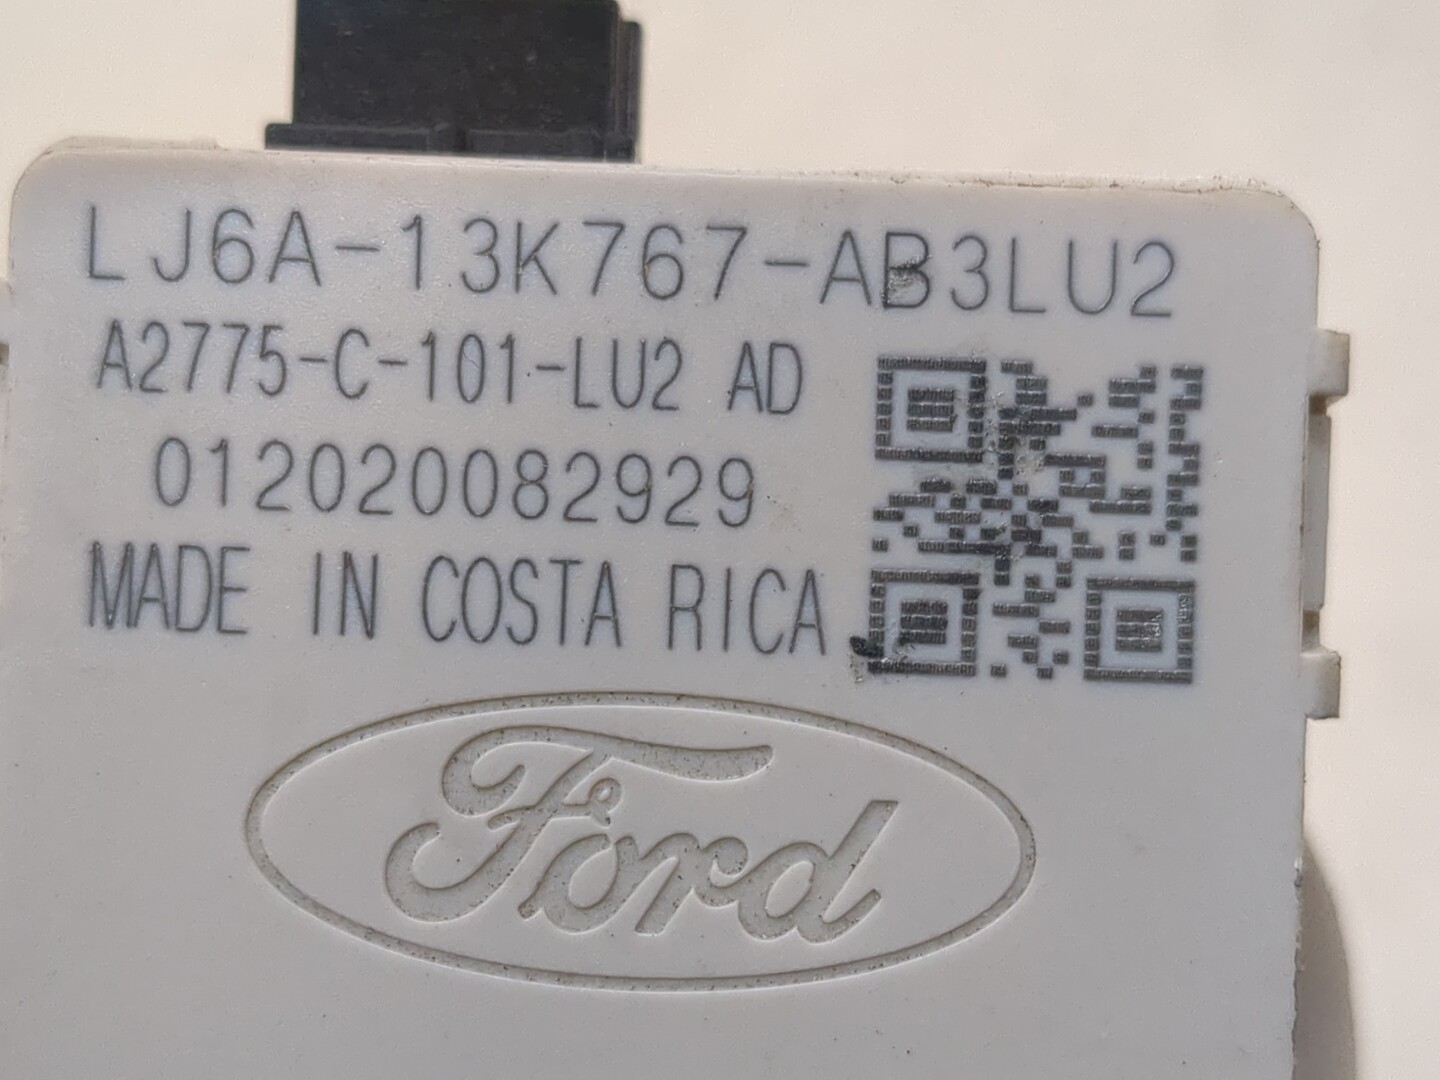 LJ6A-13K767-AB3LU2
A2775-C-101-LU2 AD
012020082929
MADE IN COSTA RICA
Ford